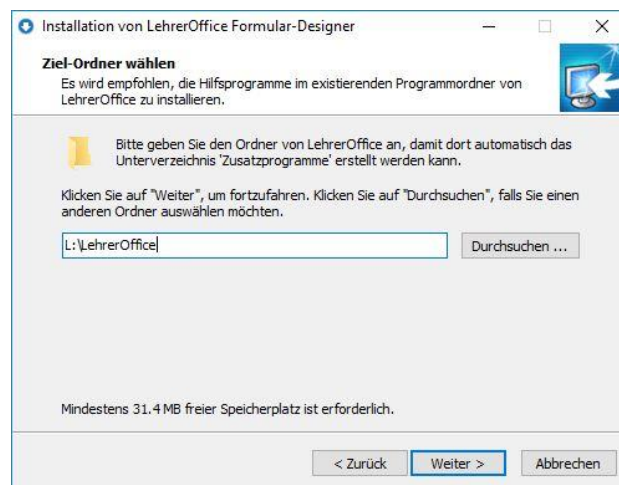 Installation von LehrerOffice Formular-Designer
Ziel-Ordner wählen
Es wird empfohlen, die Hilfsprogramme im existierenden Programmordner von
LehrerOffice zu installieren.
Bitte geben Sie den Ordner von LehrerOffice an, damit dort automatisch das
Unterverzeichnis 'Zusatzprogramme' erstellt werden kann.
Klicken Sie auf "Weiter", um fortzufahren. Klicken Sie auf "Durchsuchen", falls Sie einen
anderen Ordner auswählen möchten.
L:\LehrerOffice
Durchsuchen ...
Mindestens 31.4 MB freier Speicherplatz ist erforderlich.
< Zurück
Weiter >
Abbrechen